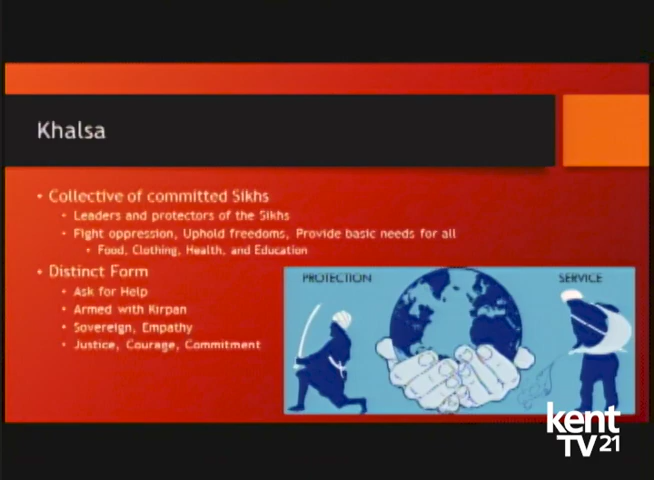 Khalsa
• Collective of committed Sikhs
• Leaders and protectors of the Sikhs
• Fight oppression, Uphold freedoms, Provide basic needs for all
• Food, Clothing, Health, and Education
• Distinct Form
• Ask for Help
• Armed with Kirpan
• Sovereign, Empathy
• Justice, Courage, Commitment
PROTECTION
SERVICE
kent
TV21